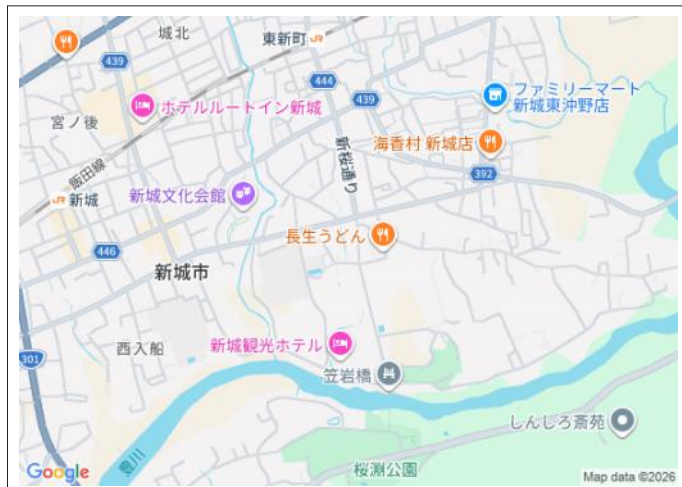 城北
東新町 JR
439
444
ファミリーマート
新城東沖野店
ホテルルートイン新城
439
宮ノ後
海香村 新城店
新桜通り
飯田線
392
JR 新城
新城文化会館
長生うどん
446
新城市
新城観光ホテル
西入船
301
笠岩橋
しんしろ斎苑
豊川
桜淵公園
Google
Map data ©2026